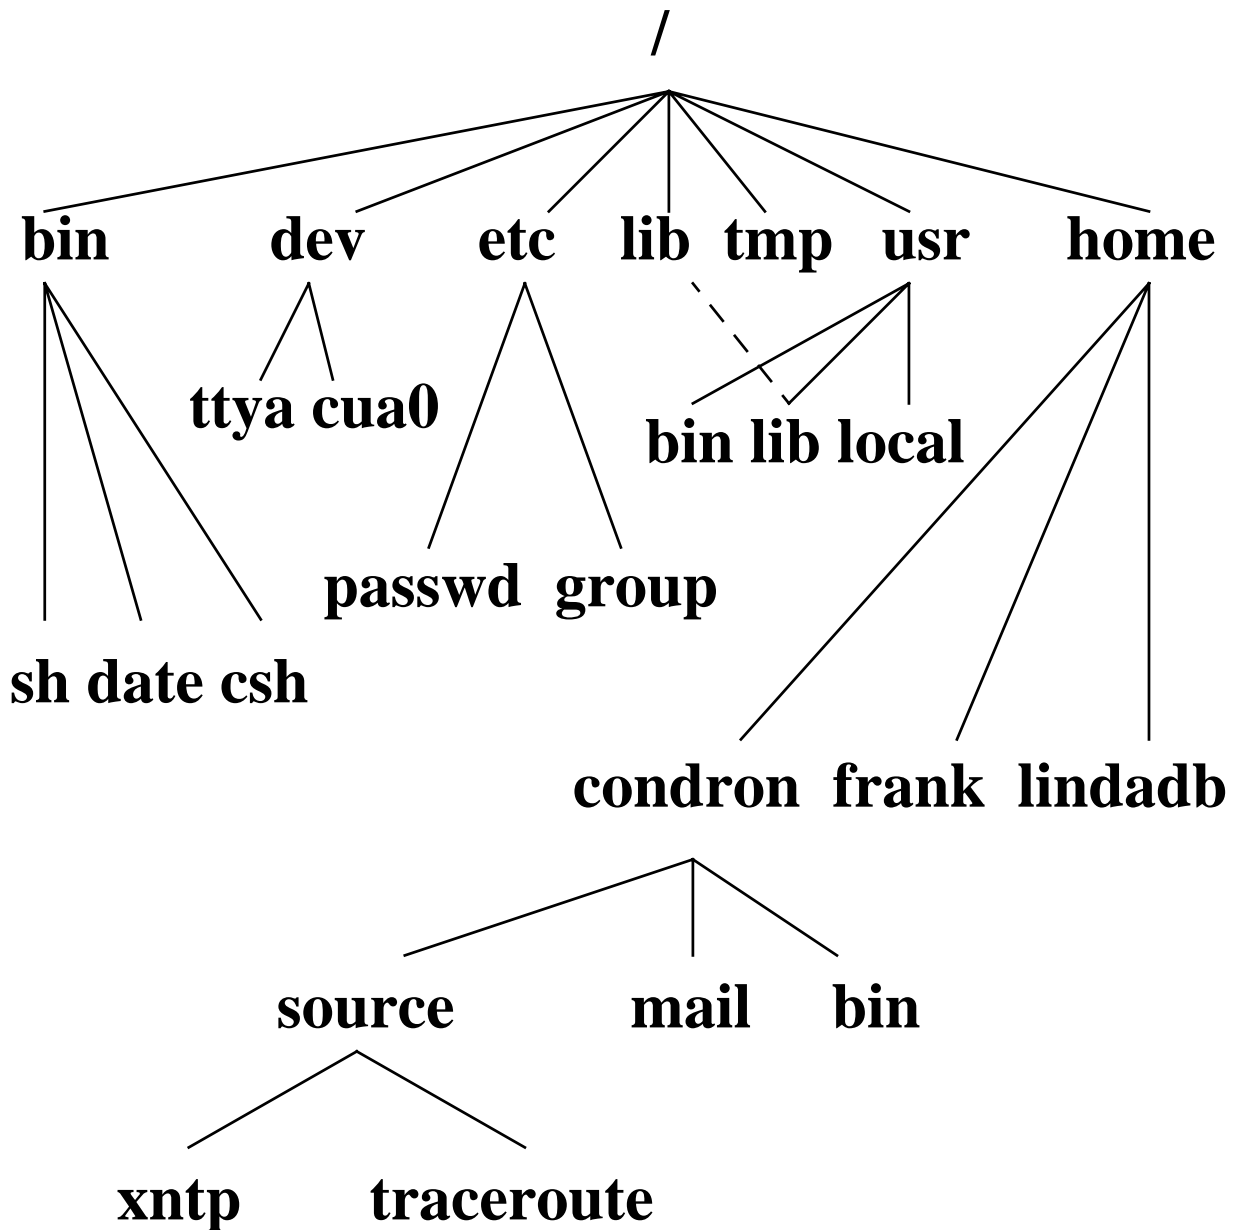 /
bin dev etc lib tmp usr home
ttya cua0
bin lib local
passwd group
sh date csh
condron frank lindadb
source mail bin
xntp traceroute